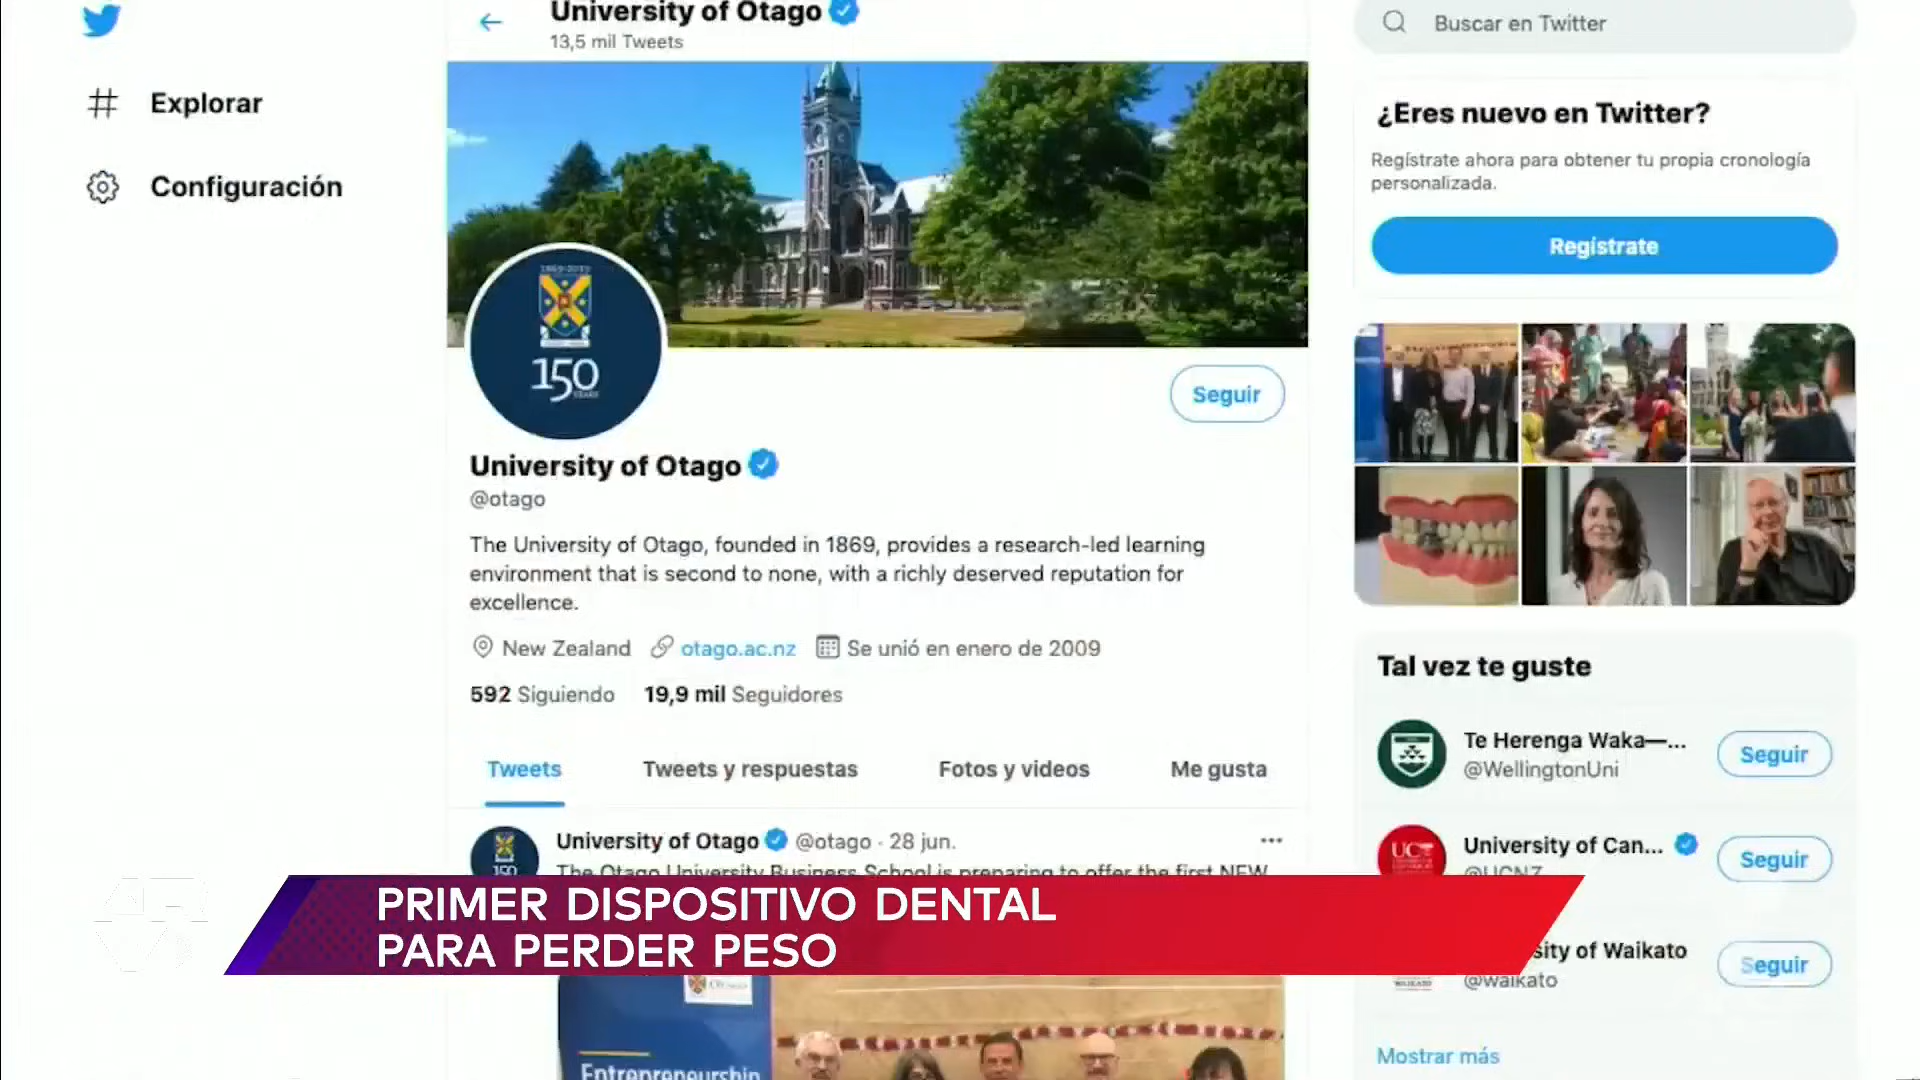 University of Otago
13,5 mil Tweets
Explorar
Configuración
1869-2019
150
YEARS
Seguir
University of Otago
@otago
The University of Otago, founded in 1869, provides a research-led learning
environment that is second to none, with a richly deserved reputation for
excellence.
New Zealand otago.ac.nz Se unió en enero de 2009
592 Siguiendo 19,9 mil Seguidores
Tweets Tweets y respuestas Fotos y videos Me gusta
150
University of Otago @otago · 28 jun.
The Otago University Business School is preparing to offer the first NEW
PRIMER DISPOSITIVO DENTAL
PARA PERDER PESO
Entrepreneurship
Buscar en Twitter
¿Eres nuevo en Twitter?
Regístrate ahora para obtener tu propia cronología
personalizada.
Regístrate
Tal vez te guste
Te Herenga Waka—...
@WellingtonUni
Seguir
UC
University of Can...
@UCNZ
Seguir
sity of Waikato
@waikato
Seguir
Mostrar más